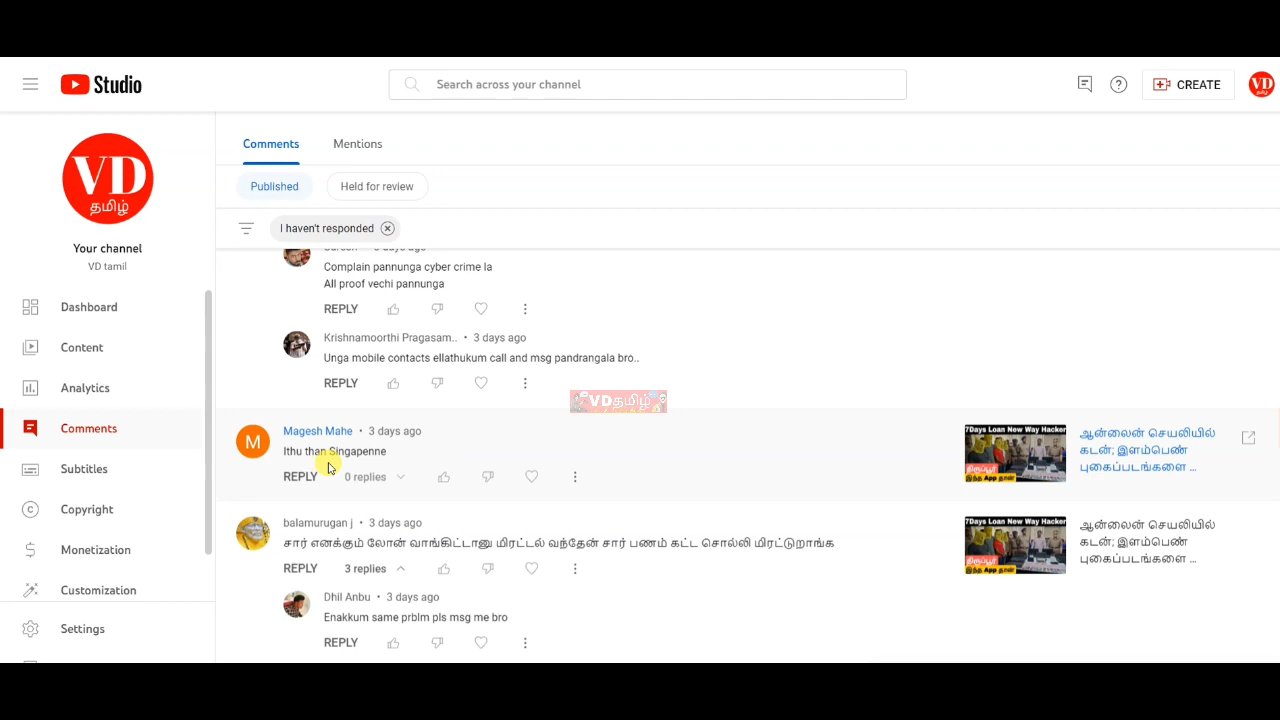 Studio
Search across your channel
CREATE
VD
தமிழ்
VD
தமிழ்
Your channel
VD tamil
Dashboard
Content
Analytics
Comments
Subtitles
Copyright
Monetization
Customization
Settings
Comments
Mentions
Published
Held for review
I haven't responded
Complain pannunga cyber crime la
All proof vechi pannunga
REPLY
Krishnamoorthi Pragasam.. • 3 days ago
Unga mobile contacts ellathukum call and msg pandrangala bro..
REPLY
VDதமிழ்
M
Magesh Mahe • 3 days ago
Ithu than Singapenne
REPLY 0 replies
7Days Loan New Way Hacker
திருப்பூர்
இந்த App தான்
ஆன்லைன் செயலியில்
கடன்; இளம்பெண்
புகைப்படங்களை ...
balamurugan j • 3 days ago
சார் எனக்கும் லோன் வாங்கிட்டானு மிரட்டல் வந்தேன் சார் பணம் கட்ட சொல்லி மிரட்டுறாங்க
REPLY 3 replies
7Days Loan New Way Hacker
திருப்பூர்
இந்த App தான்
ஆன்லைன் செயலியில்
கடன்; இளம்பெண்
புகைப்படங்களை ...
Dhil Anbu • 3 days ago
Enakkum same prblm pls msg me bro
REPLY